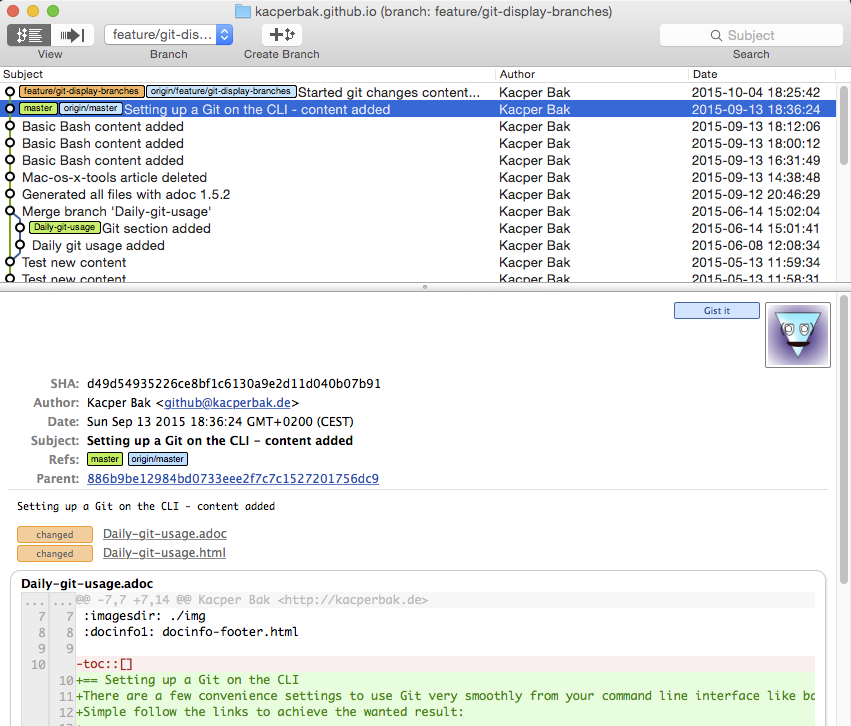 kacperbak.github.io (branch: feature/git-display-branches)
feature/git-dis... Subject
View Branch Create Branch Search
Subject Author Date
feature/git-display-branches origin/feature/git-display-branches Started git changes content... Kacper Bak 2015-10-04 18:25:42
master origin/master Setting up a Git on the CLI - content added Kacper Bak 2015-09-13 18:36:24
Basic Bash content added Kacper Bak 2015-09-13 18:12:06
Basic Bash content added Kacper Bak 2015-09-13 18:00:12
Basic Bash content added Kacper Bak 2015-09-13 16:31:49
Mac-os-x-tools article deleted Kacper Bak 2015-09-13 14:38:48
Generated all files with adoc 1.5.2 Kacper Bak 2015-09-12 20:46:29
Merge branch 'Daily-git-usage' Kacper Bak 2015-06-14 15:02:04
Daily-git-usage Git section added Kacper Bak 2015-06-14 15:01:41
Daily git usage added Kacper Bak 2015-06-08 12:08:34
Test new content Kacper Bak 2015-05-13 11:59:34
Test new content Kacper Bak 2015-05-13 11:58:31
Gist it
SHA: d49d54935226ce8bf1c6130a9e2d11d040b07b91
Author: Kacper Bak <github@kacperbak.de>
Date: Sun Sep 13 2015 18:36:24 GMT+0200 (CEST)
Subject: Setting up a Git on the CLI - content added
Refs: master origin/master
Parent: 886b9be12984bd0733eee2f7c7c1527201756dc9
Setting up a Git on the CLI - content added
changed Daily-git-usage.adoc
changed Daily-git-usage.html
Daily-git-usage.adoc
... ... @@ -7,7 +7,14 @@ Kacper Bak <http://kacperbak.de>
7 7 :imagesdir: ./img
8 8 :docinfo1: docinfo-footer.html
9 9
10 -toc::[]
10 +== Setting up a Git on the CLI
11 +There are a few convenience settings to use Git very smoothly from your command line interface like ba
12 +Simple follow the links to achieve the wanted result: